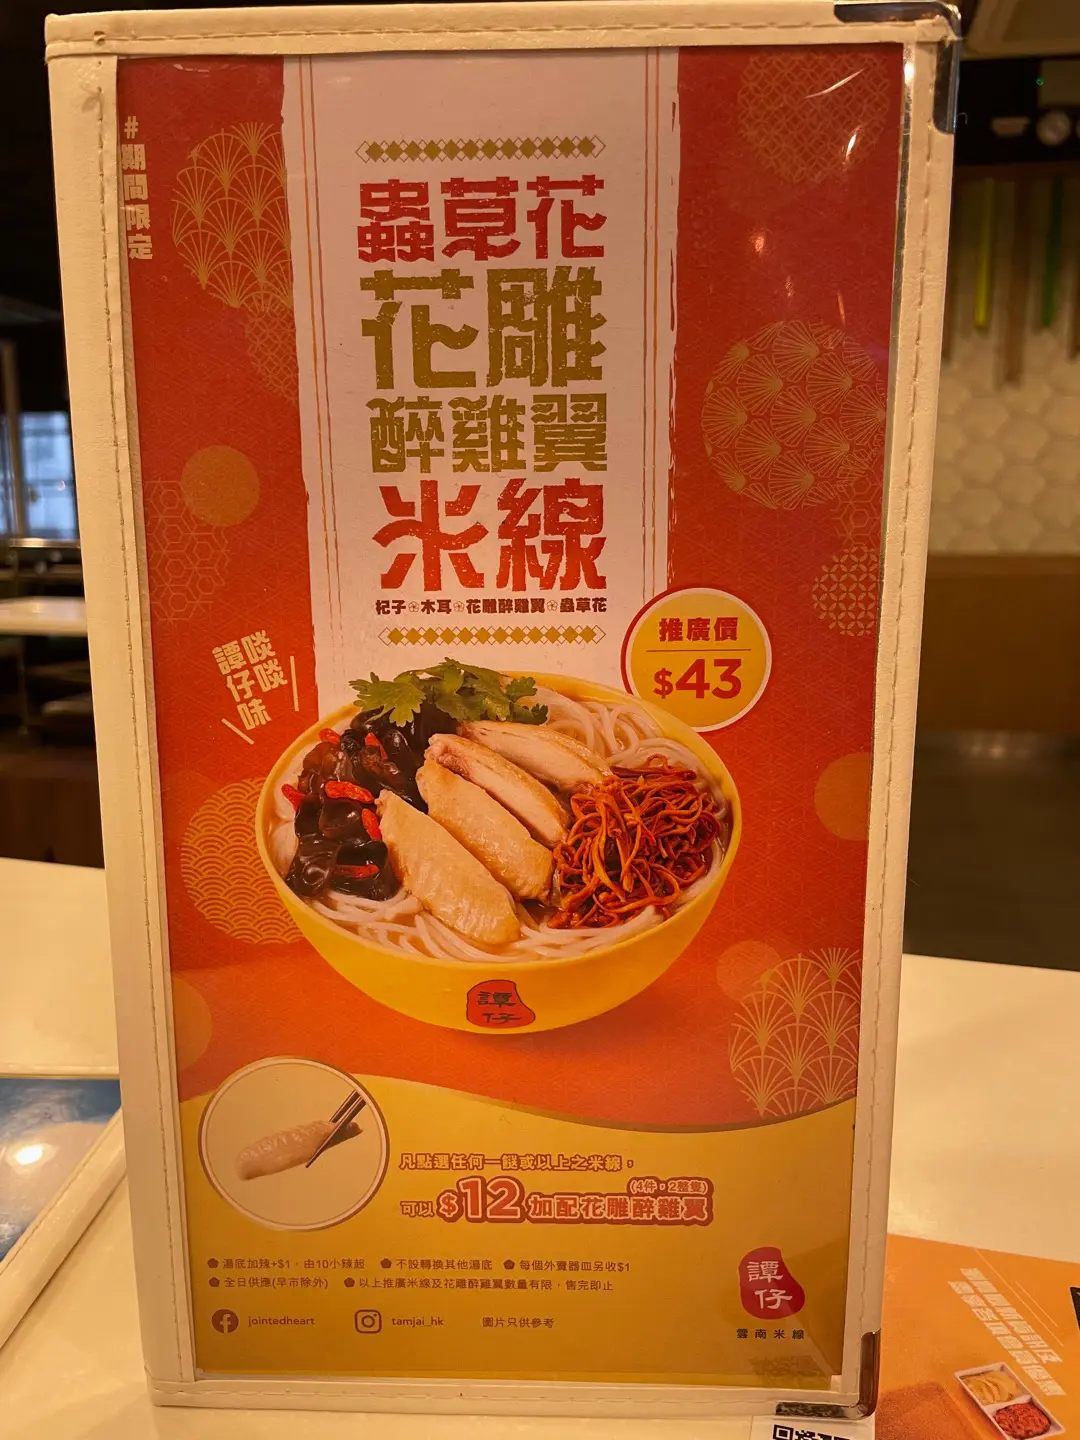 #期間限定
蟲草花
花雕
醉雞翼
米線
杞子 木耳 花雕醉雞翼 蟲草花
推廣價
$43
啖啖
譚仔味
譚仔
凡點選任何一餸或以上之米線,
可以 $12 加配花雕醉雞翼 (4件,2整隻)
湯底加辣+$1,由10小辣起 不設轉換其他湯底 每個外賣器皿另收$1
全日供應(早市除外) 以上推廣米線及花雕醉雞翼數量有限,售完即止
jointedheart tamjai_hk 圖片只供參考
譚仔
雲南米線